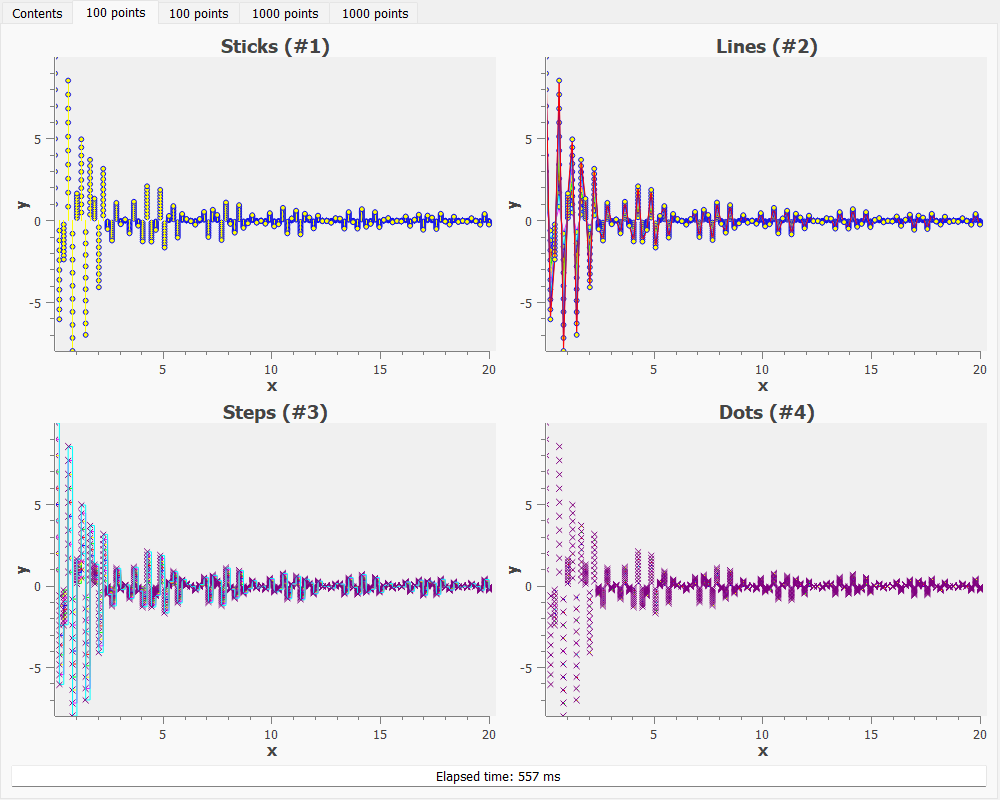 Contents 100 points 100 points 1000 points 1000 points
Sticks (#1) Lines (#2)
5 5
y 0 y 0
-5 -5
5 10 15 20 5 10 15 20
x x
Steps (#3) Dots (#4)
5 5
y 0 y 0
-5 -5
5 10 15 20 5 10 15 20
x x
Elapsed time: 557 ms